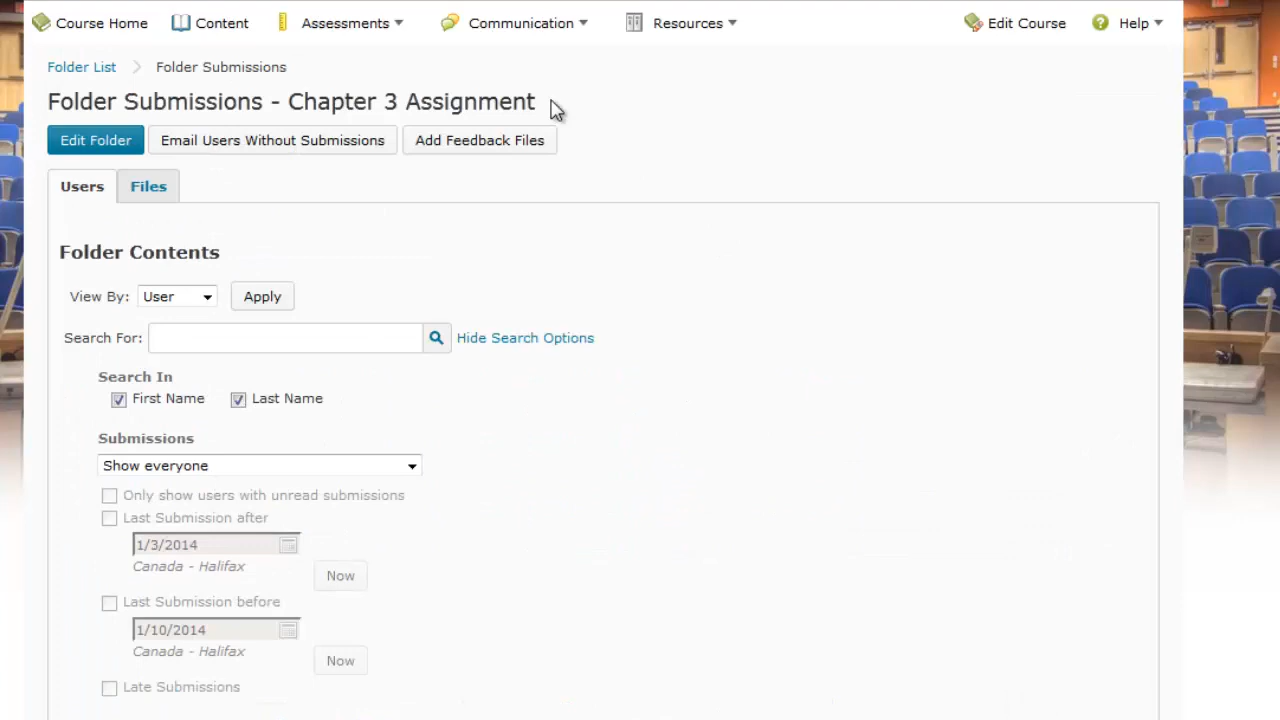 Course Home Content Assessments Communication Resources Edit Course Help
Folder List Folder Submissions
Folder Submissions - Chapter 3 Assignment
Edit Folder Email Users Without Submissions Add Feedback Files
Users Files
Folder Contents
View By: User Apply
Search For: Hide Search Options
Search In
First Name Last Name
Submissions
Show everyone
Only show users with unread submissions
Last Submission after
1/3/2014
Canada - Halifax
Now
Last Submission before
1/10/2014
Canada - Halifax
Now
Late Submissions